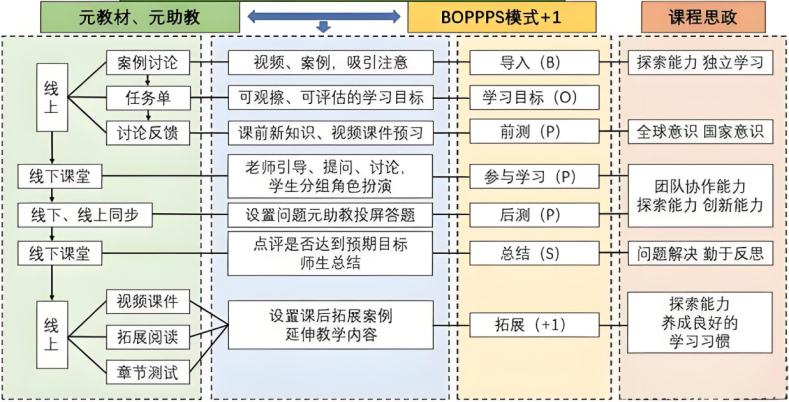 元教材、元助教
BOPPPS模式+1
课程思政
线上
案例讨论
视频、案例，吸引注意
导入（B）
探索能力 独立学习
任务单
可观擦、可评估的学习目标
学习目标（O）
讨论反馈
课前新知识、视频课件预习
前测（P）
全球意识 国家意识
线下课堂
老师引导、提问、讨论，
学生分组角色扮演
参与学习（P）
团队协作能力
探索能力 创新能力
线下、线上同步
设置问题元助教投屏答题
后测（P）
线下课堂
点评是否达到预期目标
师生总结
总结（S）
问题解决 勤于反思
线上
视频课件
拓展阅读
章节测试
设置课后拓展案例
延伸教学内容
拓展（+1）
探索能力
养成良好的
学习习惯